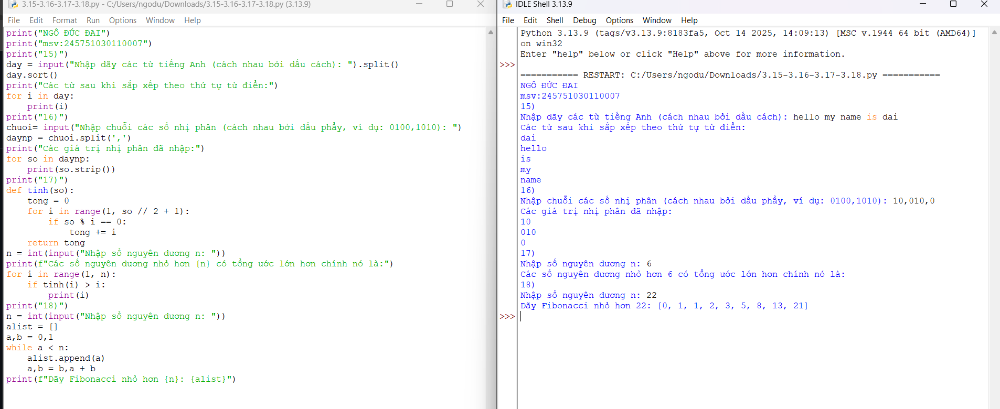 3.15-3.16-3.17-3.18.py - C:/Users/ngodu/Downloads/3.15-3.16-3.17-3.18.py (3.13.9)
File Edit Format Run Options Window Help
print("NGÔ ĐỨC ĐẠI")
print("msv:245751030110007")
print("15)")
day = input("Nhập dãy các từ tiếng Anh (cách nhau bởi dấu cách): ").split()
day.sort()
print("Các từ sau khi sắp xếp theo thứ tự từ điển:")
for i in day:
    print(i)
print("16)")
chuoi= input("Nhập chuỗi các số nhị phân (cách nhau bởi dấu phẩy, ví dụ: 0100,1010): ")
daynp = chuoi.split(',')
print("Các giá trị nhị phân đã nhập:")
for so in daynp:
    print(so.strip())
print("17)")
def tinh(so):
    tong = 0
    for i in range(1, so // 2 + 1):
        if so % i == 0:
            tong += i
    return tong
n = int(input("Nhập số nguyên dương n: "))
print(f"Các số nguyên dương nhỏ hơn {n} có tổng ước lớn hơn chính nó là:")
for i in range(1, n):
    if tinh(i) > i:
        print(i)
print("18)")
n = int(input("Nhập số nguyên dương n: "))
alist = []
a,b = 0,1
while a < n:
    alist.append(a)
    a,b = b,a + b
print(f"Dãy Fibonacci nhỏ hơn {n}: {alist}")
IDLE Shell 3.13.9
File Edit Shell Debug Options Window Help
Python 3.13.9 (tags/v3.13.9:8183fa5, Oct 14 2025, 14:09:13) [MSC v.1944 64 bit (AMD64)]
on win32
Enter "help" below or click "Help" above for more information.
>>>
=========== RESTART: C:/Users/ngodu/Downloads/3.15-3.16-3.17-3.18.py ===========
NGÔ ĐỨC ĐẠI
msv:245751030110007
15)
Nhập dãy các từ tiếng Anh (cách nhau bởi dấu cách): hello my name is dai
Các từ sau khi sắp xếp theo thứ tự từ điển:
dai
hello
is
my
name
16)
Nhập chuỗi các số nhị phân (cách nhau bởi dấu phẩy, ví dụ: 0100,1010): 10,010,0
Các giá trị nhị phân đã nhập:
10
010
0
17)
Nhập số nguyên dương n: 6
Các số nguyên dương nhỏ hơn 6 có tổng ước lớn hơn chính nó là:
18)
Nhập số nguyên dương n: 22
Dãy Fibonacci nhỏ hơn 22: [0, 1, 1, 2, 3, 5, 8, 13, 21]
>>>